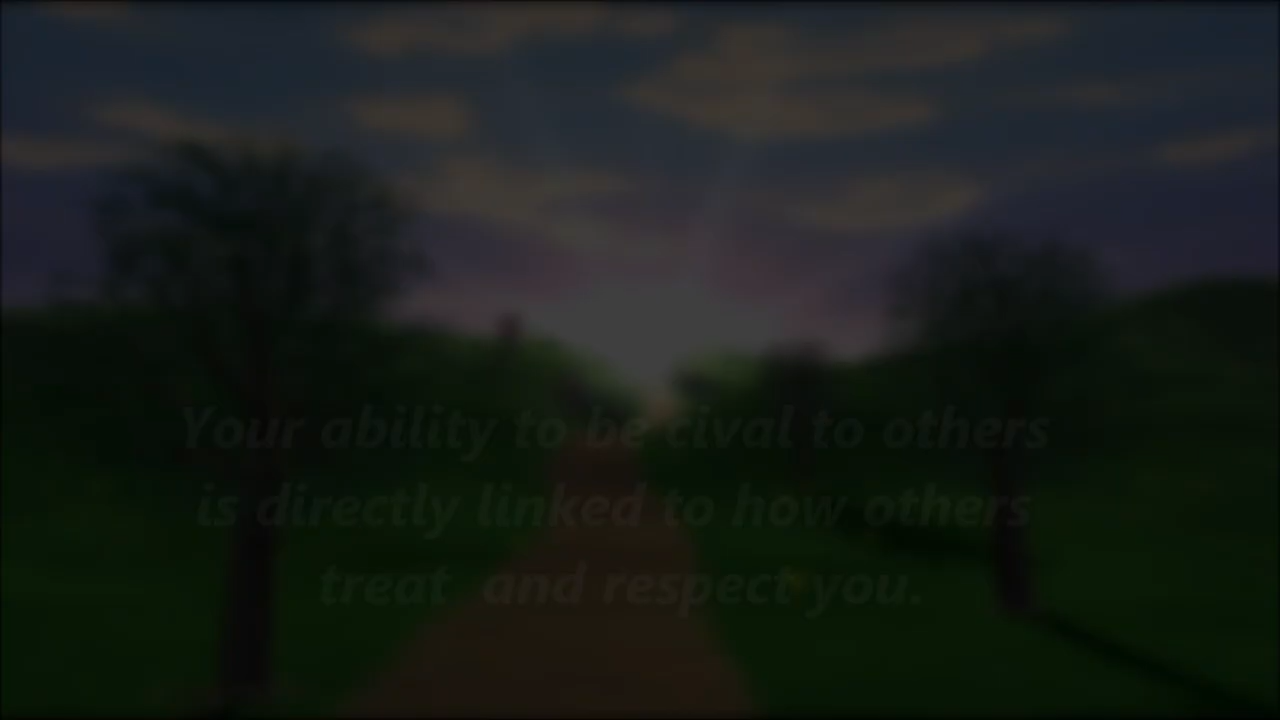 Your ability to be cival to others
is directly linked to how others
treat and respect you.